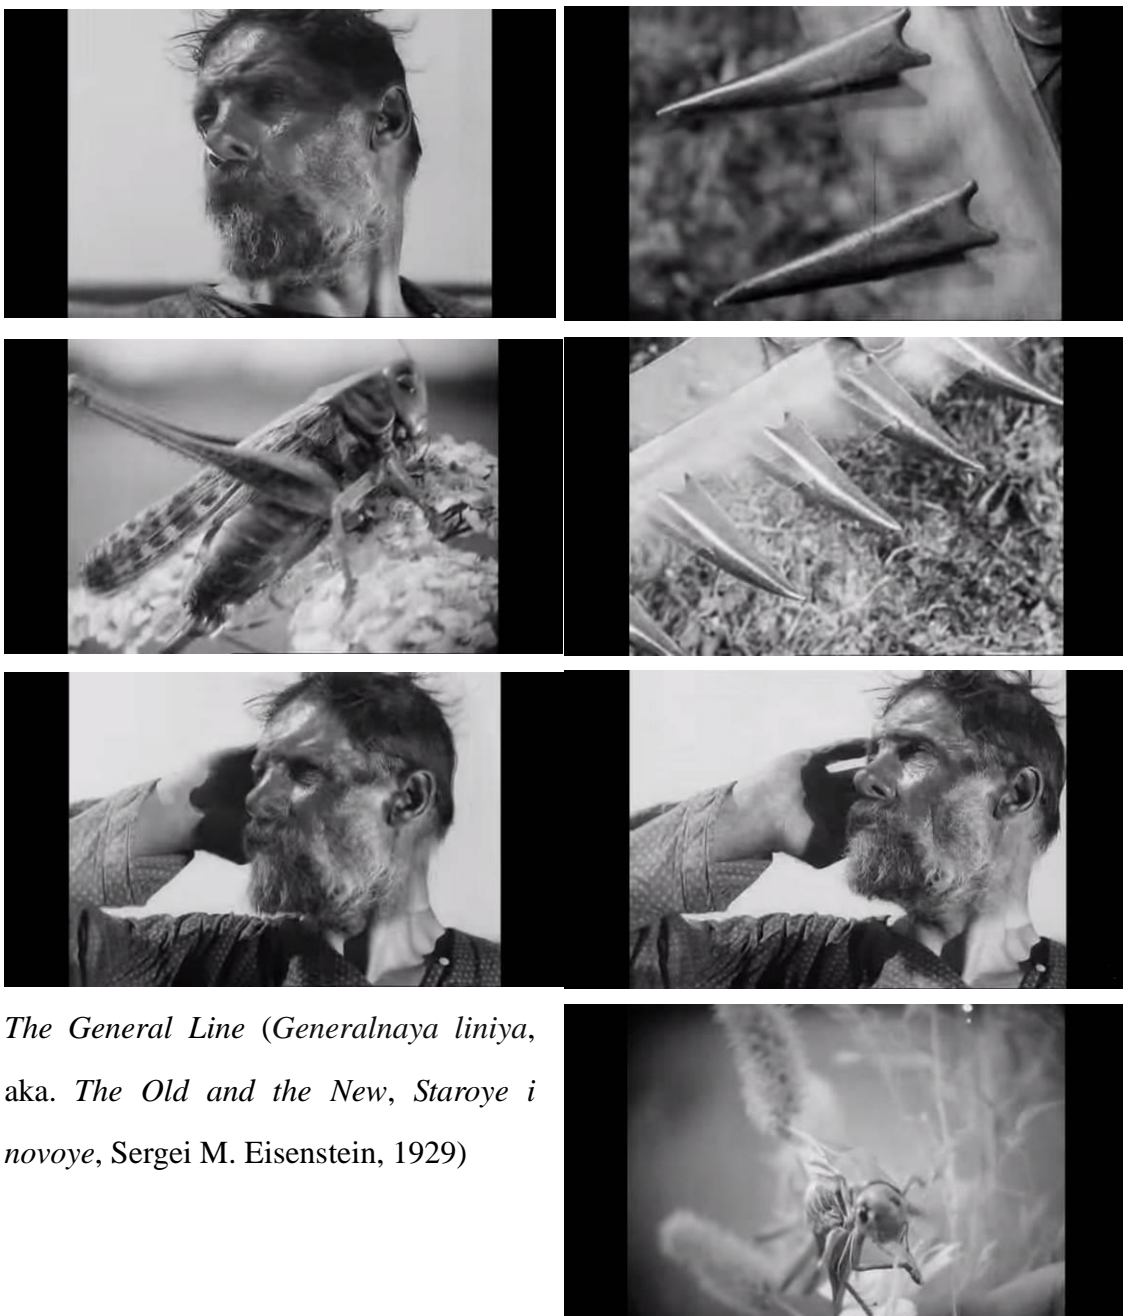 The General Line (Generalnaya liniya,
aka. The Old and the New, Staroye i
novoye, Sergei M. Eisenstein, 1929)